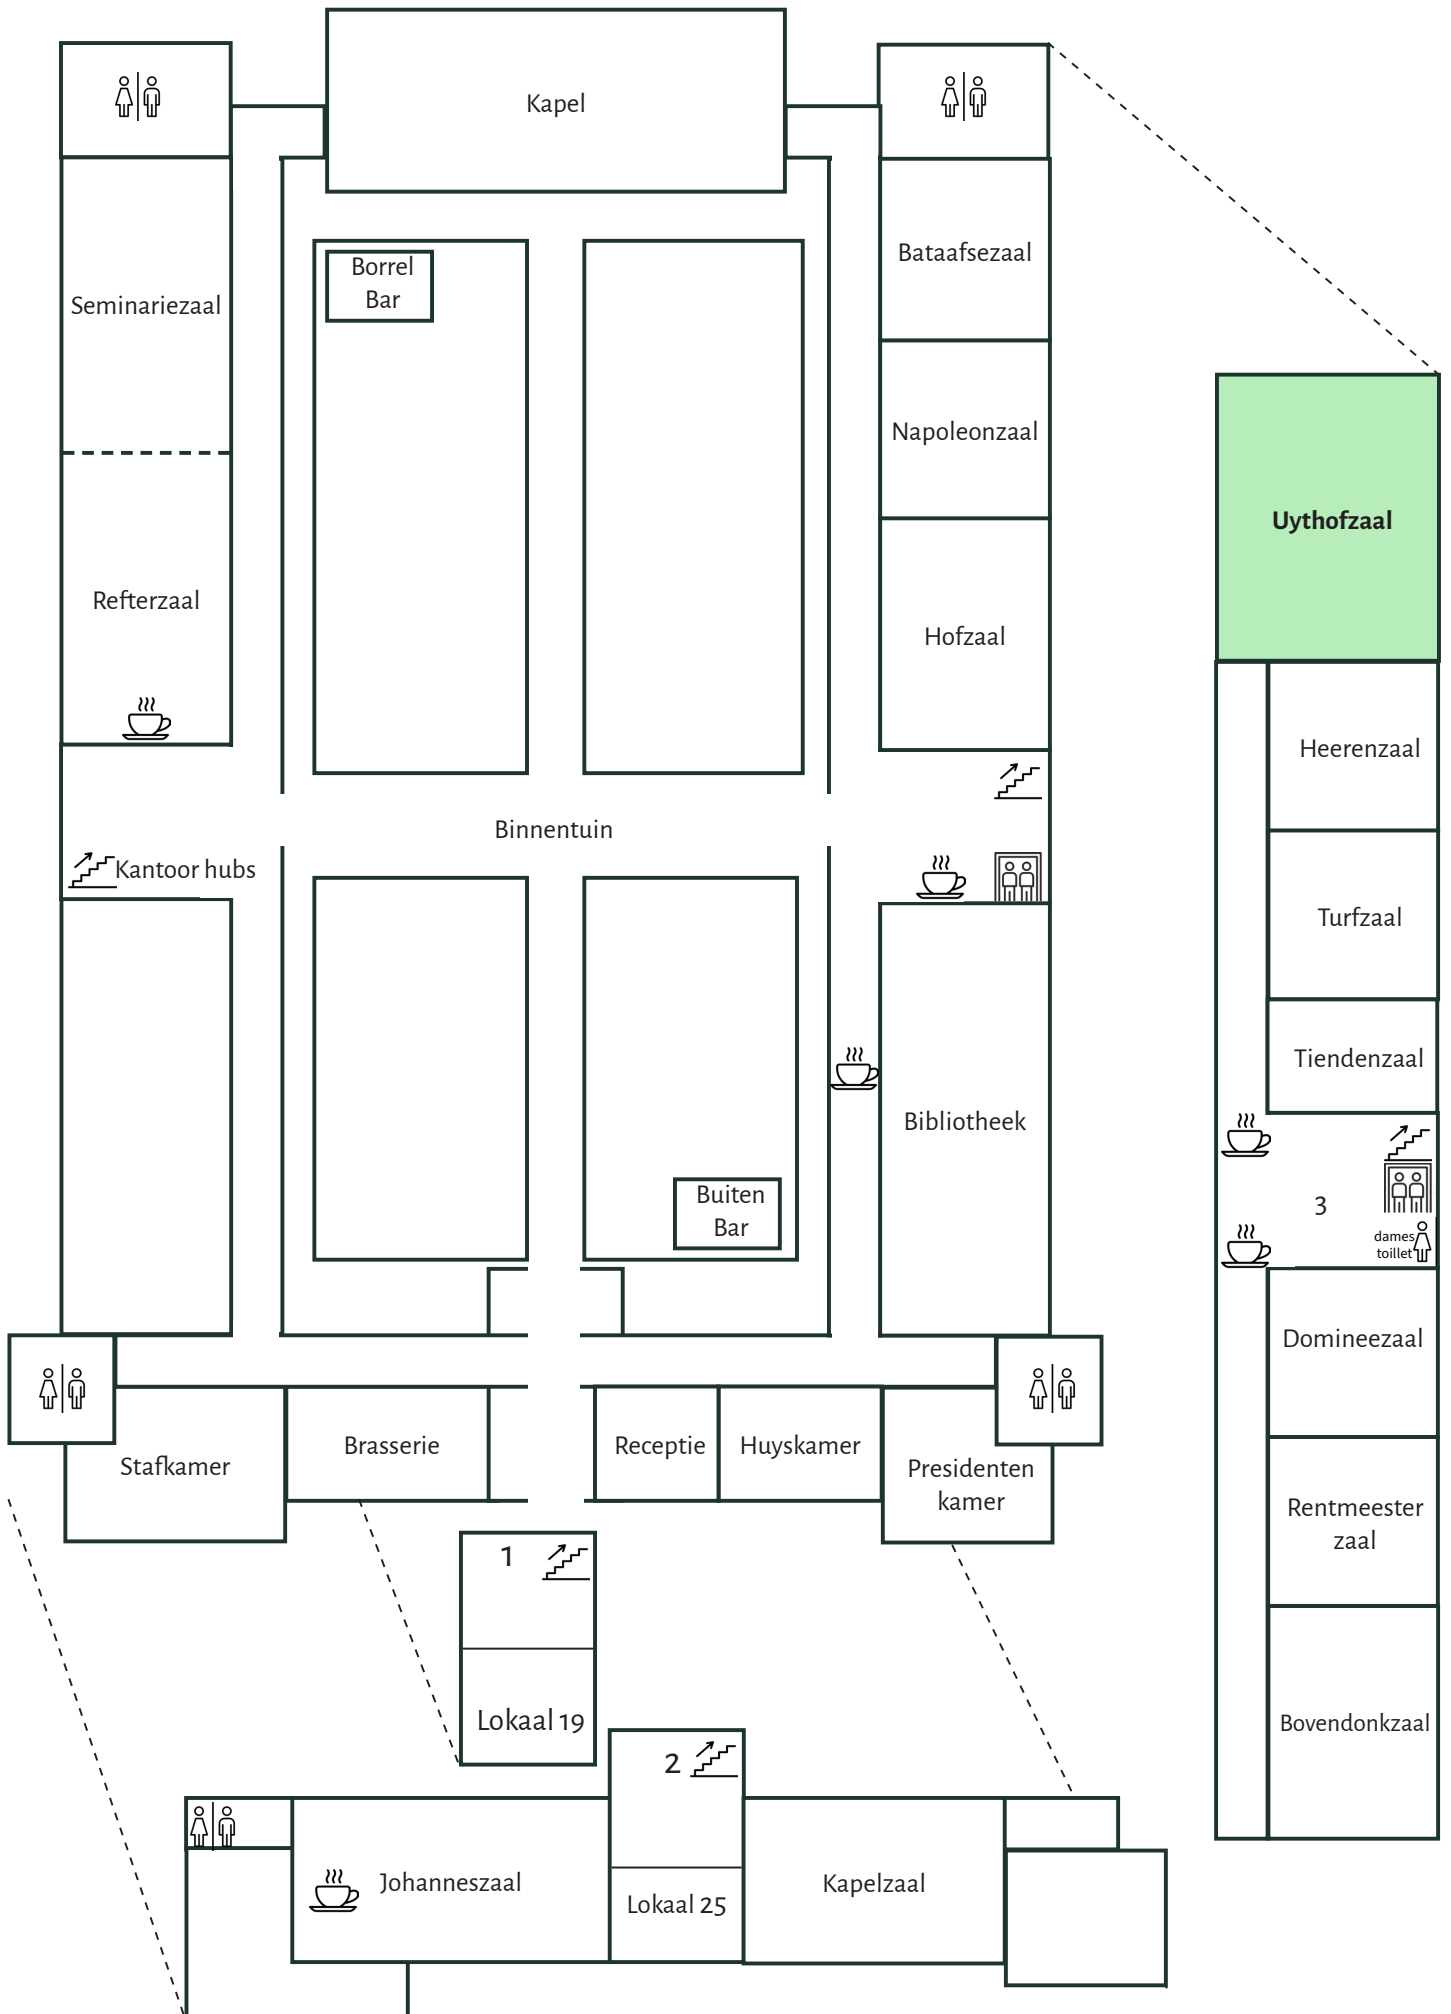 Kapel
Borrel
Bar
Bataafsezaal
Seminariezaal
Napoleonzaal
Uythofzaal
Refterzaal
Hofzaal
Heerenzaal
Binnentuin
Kantoor hubs
Turfzaal
Tiendenzaal
Bibliotheek
Buiten
Bar
3
dames
toillet
Domineezaal
Stafkamer
Brasserie
Receptie
Huyskamer
Presidenten
kamer
Rentmeester
zaal
1
Lokaal 19
Bovendonkzaal
2
Johanneszaal
Lokaal 25
Kapelzaal